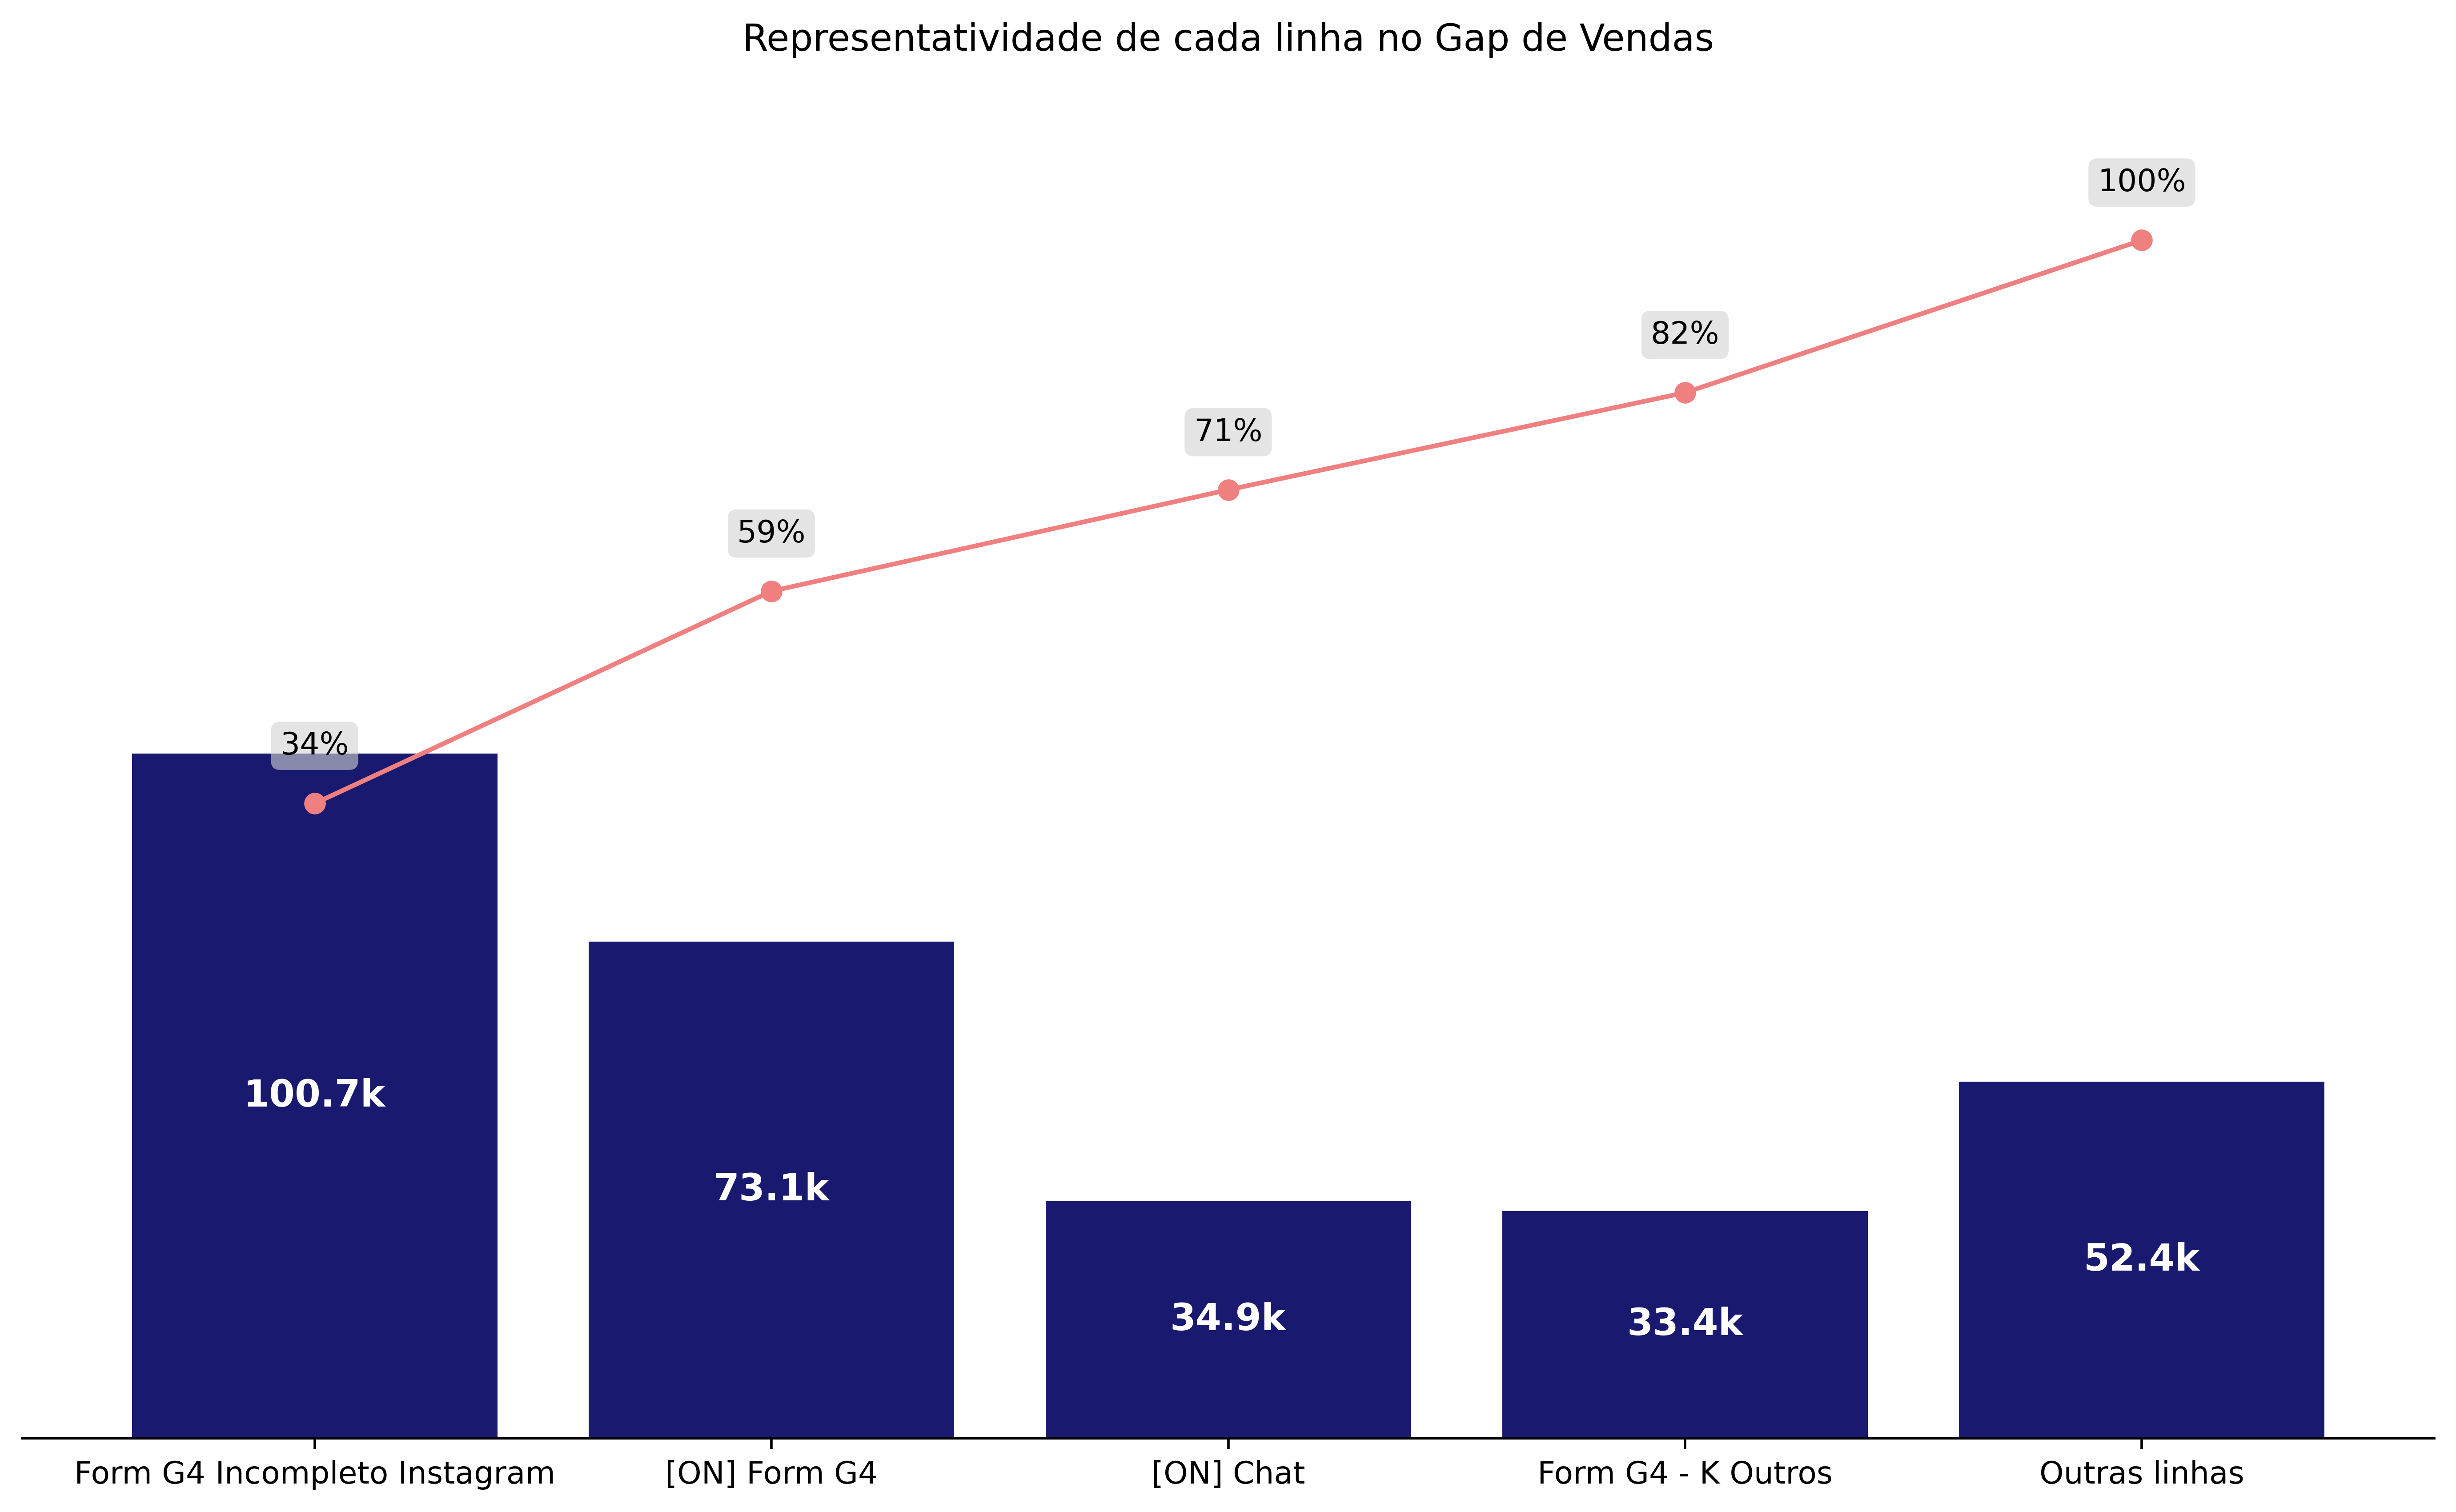 Representatividade de cada linha no Gap de Vendas
100%
82%
71%
59%
34%
100.7k
73.1k
34.9k
33.4k
52.4k
Form G4 Incompleto Instagram
[ON] Form G4
[ON] Chat
Form G4 - K Outros
Outras linhas